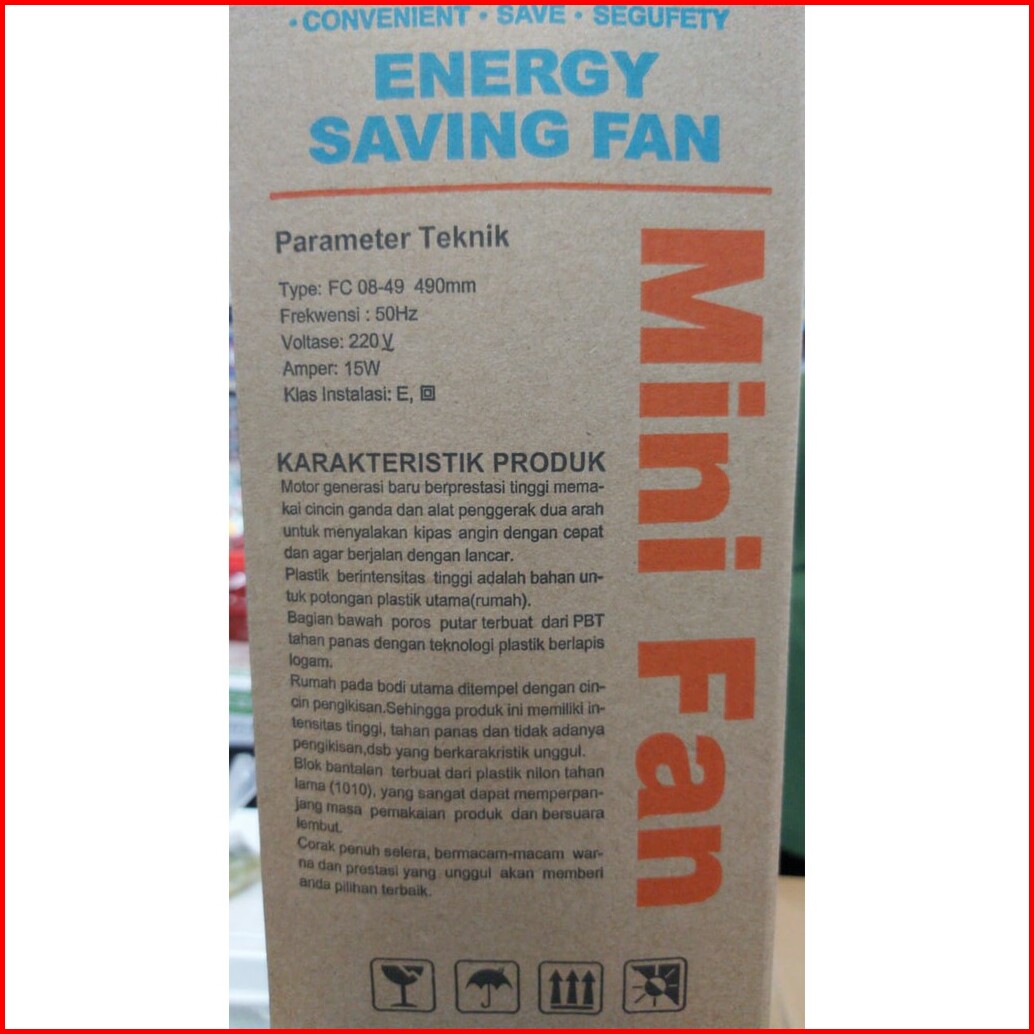 • CONVENIENT • SAVE • SEGUFETY
ENERGY
SAVING FAN
Parameter Teknik
Type: FC 08-49 490mm
Frekwensi : 50Hz
Voltase: 220V
Amper: 15W
Klas Instalasi: E,
KARAKTERISTIK PRODUK
Motor generasi baru berprestasi tinggi mema-
kai cincin ganda dan alat penggerak dua arah
untuk menyalakan kipas angin dengan cepat
dan agar berjalan dengan lancar.
Plastik berintensitas tinggi adalah bahan un-
tuk potongan plastik utama(rumah).
Bagian bawah poros putar terbuat dari PBT
tahan panas dengan teknologi plastik berlapis
logam.
Rumah pada bodi utama ditempel dengan cin-
cin pengikisan.Sehingga produk ini memiliki in-
tensitas tinggi, tahan panas dan tidak adanya
pengikisan,dsb yang berkarakristik unggul.
Blok bantalan terbuat dari plastik nilon tahan
lama (1010), yang sangat dapat memperpan-
jang masa pemakaian produk dan bersuara
lembut.
Corak penuh selera, bermacam-macam war-
na dan prestasi yang unggul akan memberi
anda pilihan terbaik.
Mini Fan